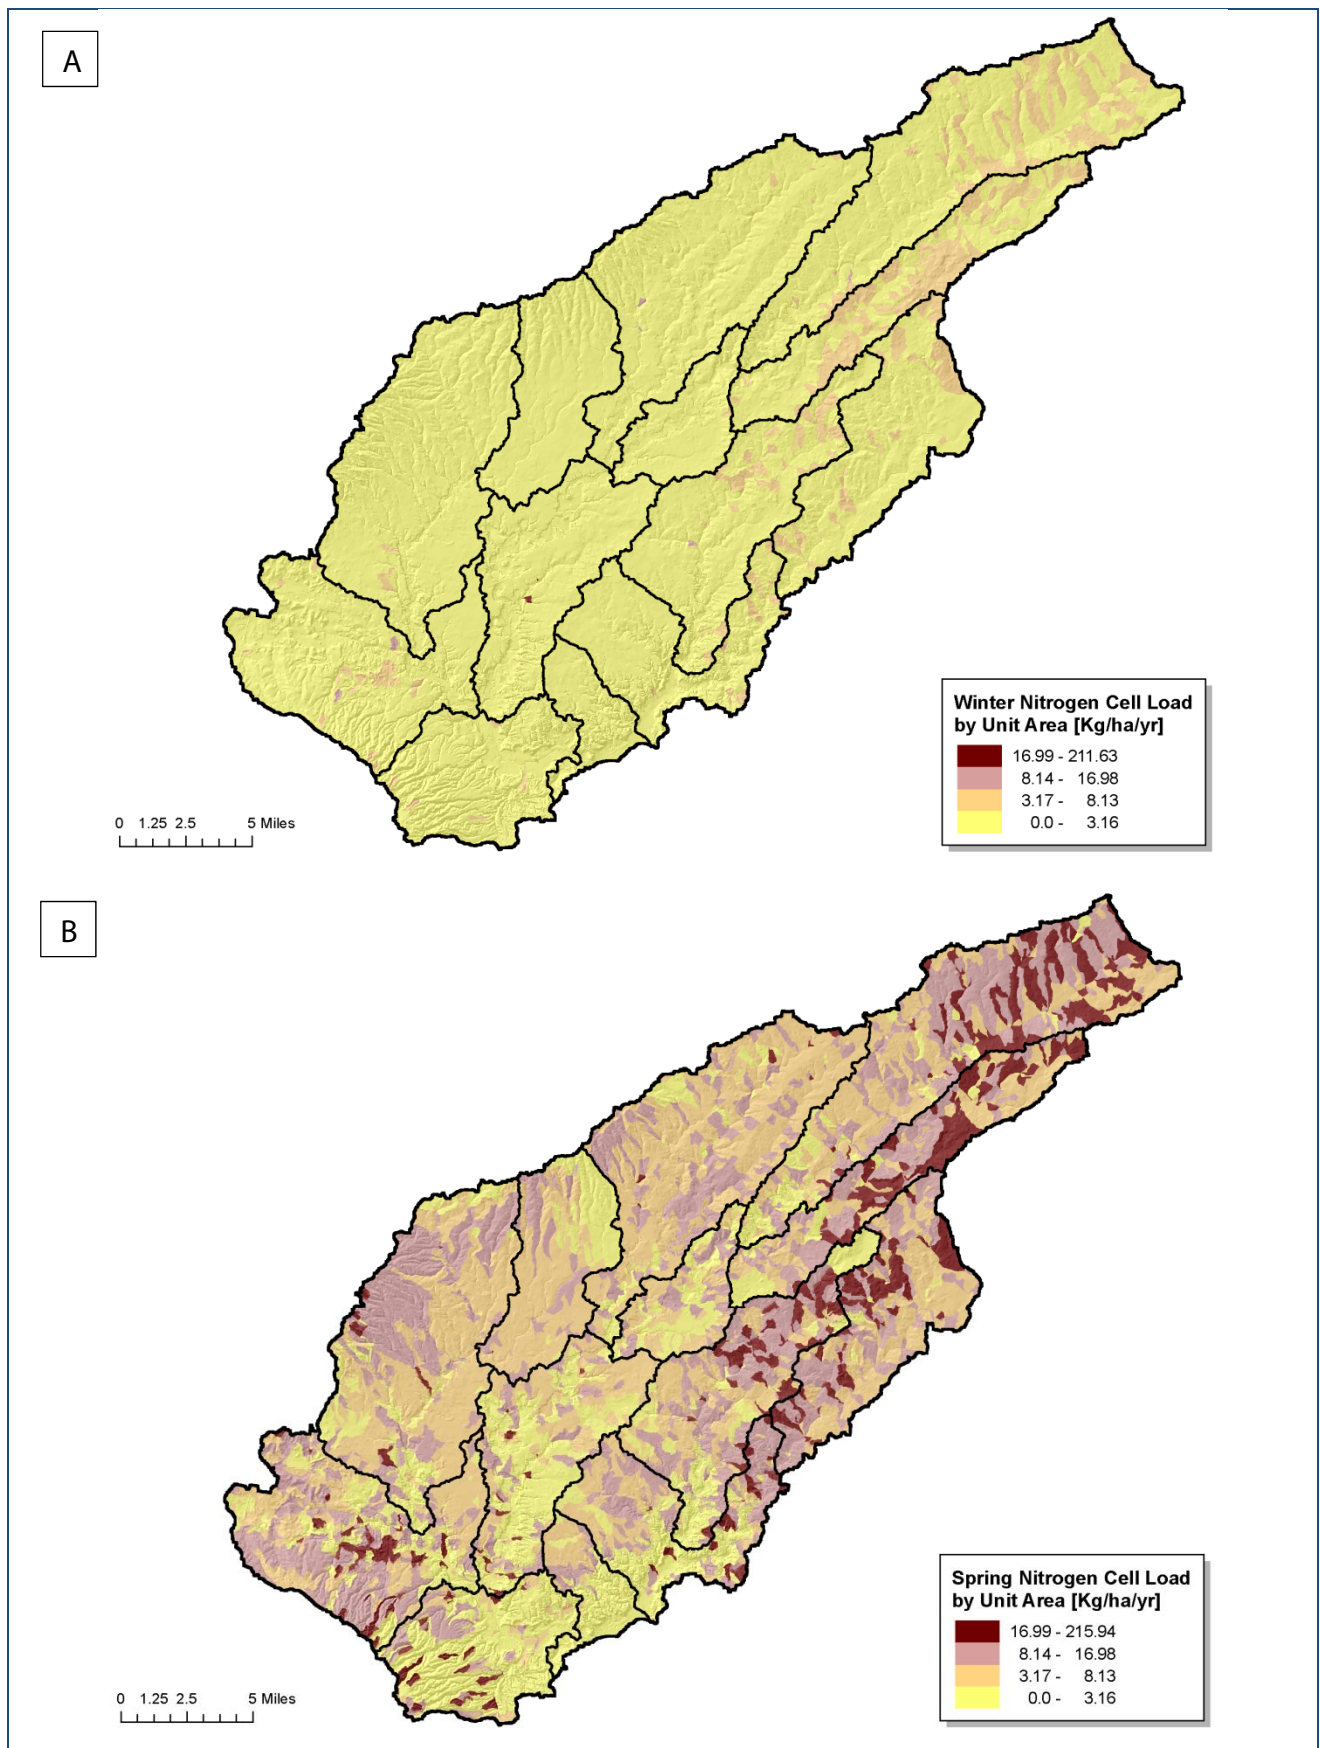 A
Winter Nitrogen Cell Load
by Unit Area [Kg/ha/yr]
16.99 - 211.63
8.14 - 16.98
3.17 - 8.13
0.0 - 3.16
0 1.25 2.5 5 Miles
B
Spring Nitrogen Cell Load
by Unit Area [Kg/ha/yr]
16.99 - 215.94
8.14 - 16.98
3.17 - 8.13
0.0 - 3.16
0 1.25 2.5 5 Miles